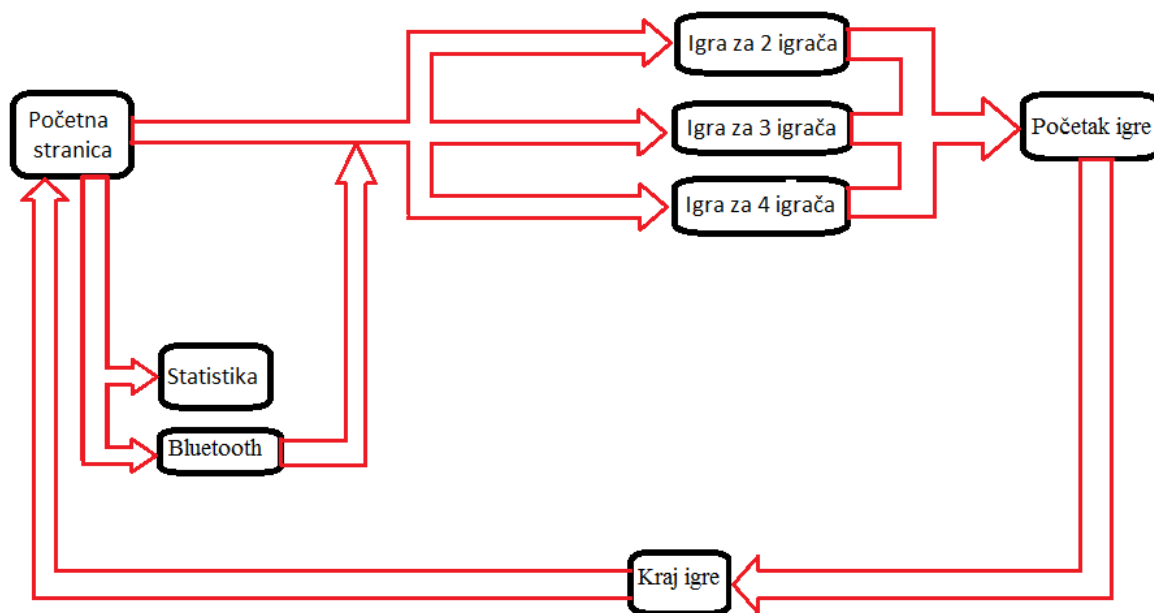 Početna
stranica
Igra za 2 igrača
Igra za 3 igrača
Igra za 4 igrača
Početak igre
Statistika
Bluetooth
Kraj igre